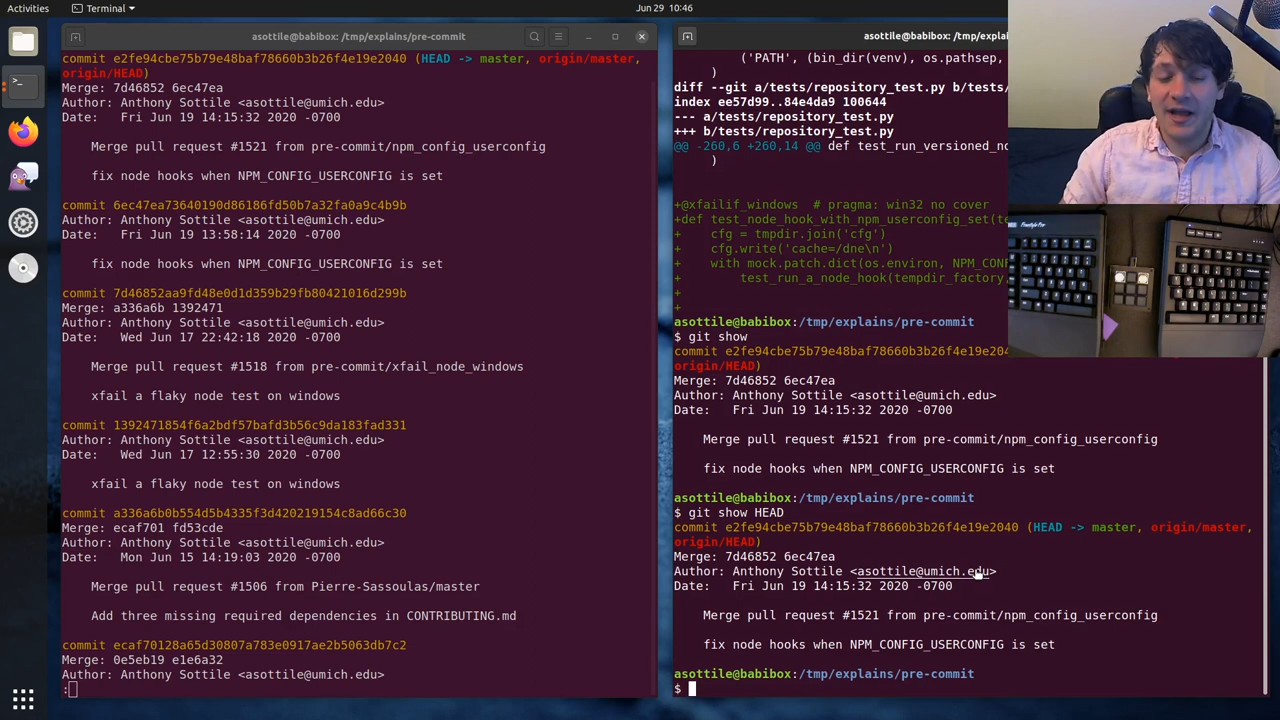 Activities
Terminal
Jun 29 10:46
asottile@babibox: /tmp/explains/pre-commit
commit e2fe94cbe75b79e48baf78660b3b26f4e19e2040 (HEAD -> master, origin/master,
origin/HEAD)
Merge: 7d46852 6ec47ea
Author: Anthony Sottile <asottile@umich.edu>
Date:   Fri Jun 19 14:15:32 2020 -0700
Merge pull request #1521 from pre-commit/npm_config_userconfig
fix node hooks when NPM_CONFIG_USERCONFIG is set
commit 6ec47ea73640190d86186fd50b7a32fa0a9c4b9b
Author: Anthony Sottile <asottile@umich.edu>
Date:   Fri Jun 19 13:58:14 2020 -0700
fix node hooks when NPM_CONFIG_USERCONFIG is set
commit 7d46852aa9fd48e0d1d359b29fb80421016d299b
Merge: a336a6b 1392471
Author: Anthony Sottile <asottile@umich.edu>
Date:   Wed Jun 17 22:42:18 2020 -0700
Merge pull request #1518 from pre-commit/xfail_node_windows
xfail a flaky node test on windows
commit 1392471854f6a2bdf57bafd3b56c9da183fad331
Author: Anthony Sottile <asottile@umich.edu>
Date:   Wed Jun 17 12:55:30 2020 -0700
xfail a flaky node test on windows
commit a336a6b0b554d5b4335f3d420219154c8ad66c30
Merge: ecaf701 fd53cde
Author: Anthony Sottile <asottile@umich.edu>
Date:   Mon Jun 15 14:19:03 2020 -0700
Merge pull request #1506 from Pierre-Sassoulas/master
Add three missing required dependencies in CONTRIBUTING.md
commit ecaf70128a65d30807a783e0917ae2b5063db7c2
Merge: 0e5eb19 e1e6a32
Author: Anthony Sottile <asottile@umich.edu>
:
asottile@babibox: /tmp/explains/pre-commit
('PATH', (bin_dir(venv), os.pathsep,
)
diff --git a/tests/repository_test.py b/tests/
index ee57d99..84e4da9 100644
--- a/tests/repository_test.py
+++ b/tests/repository_test.py
@@ -260,6 +260,14 @@ def test_run_versioned_no
)
+@xfailif_windows  # pragma: win32 no cover
+def test_node_hook_with_npm_userconfig_set(te
+    cfg = tmpdir.join('cfg')
+    cfg.write('cache=/dne\n')
+    with mock.patch.dict(os.environ, NPM_CONF
+        test_run_a_node_hook(tempdir_factory,
+
+
asottile@babibox:/tmp/explains/pre-commit
$ git show
commit e2fe94cbe75b79e48baf78660b3b26f4e19e204
origin/HEAD)
Merge: 7d46852 6ec47ea
Author: Anthony Sottile <asottile@umich.edu>
Date:   Fri Jun 19 14:15:32 2020 -0700
Merge pull request #1521 from pre-commit/npm_config_userconfig
fix node hooks when NPM_CONFIG_USERCONFIG is set
asottile@babibox:/tmp/explains/pre-commit
$ git show HEAD
commit e2fe94cbe75b79e48baf78660b3b26f4e19e2040 (HEAD -> master, origin/master,
origin/HEAD)
Merge: 7d46852 6ec47ea
Author: Anthony Sottile <asottile@umich.edu>
Date:   Fri Jun 19 14:15:32 2020 -0700
Merge pull request #1521 from pre-commit/npm_config_userconfig
fix node hooks when NPM_CONFIG_USERCONFIG is set
asottile@babibox:/tmp/explains/pre-commit
$
Freestyle Pro